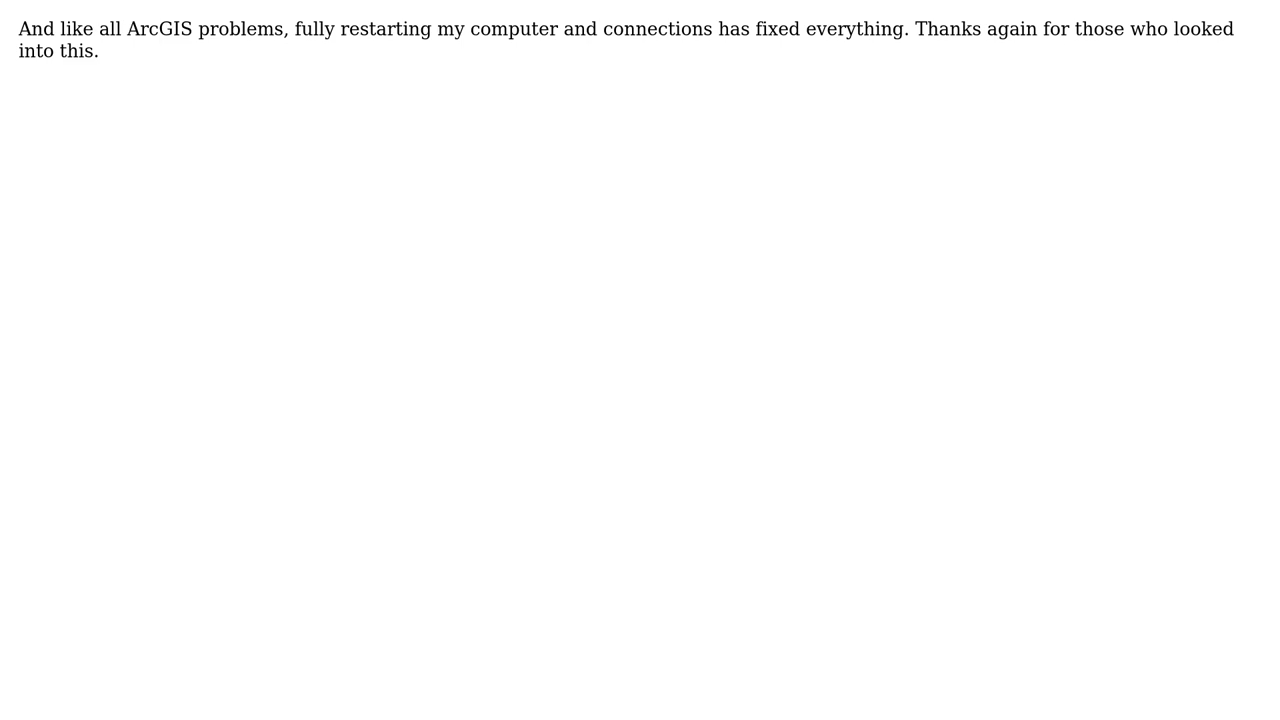 And like all ArcGIS problems, fully restarting my computer and connections has fixed everything. Thanks again for those who looked
into this.